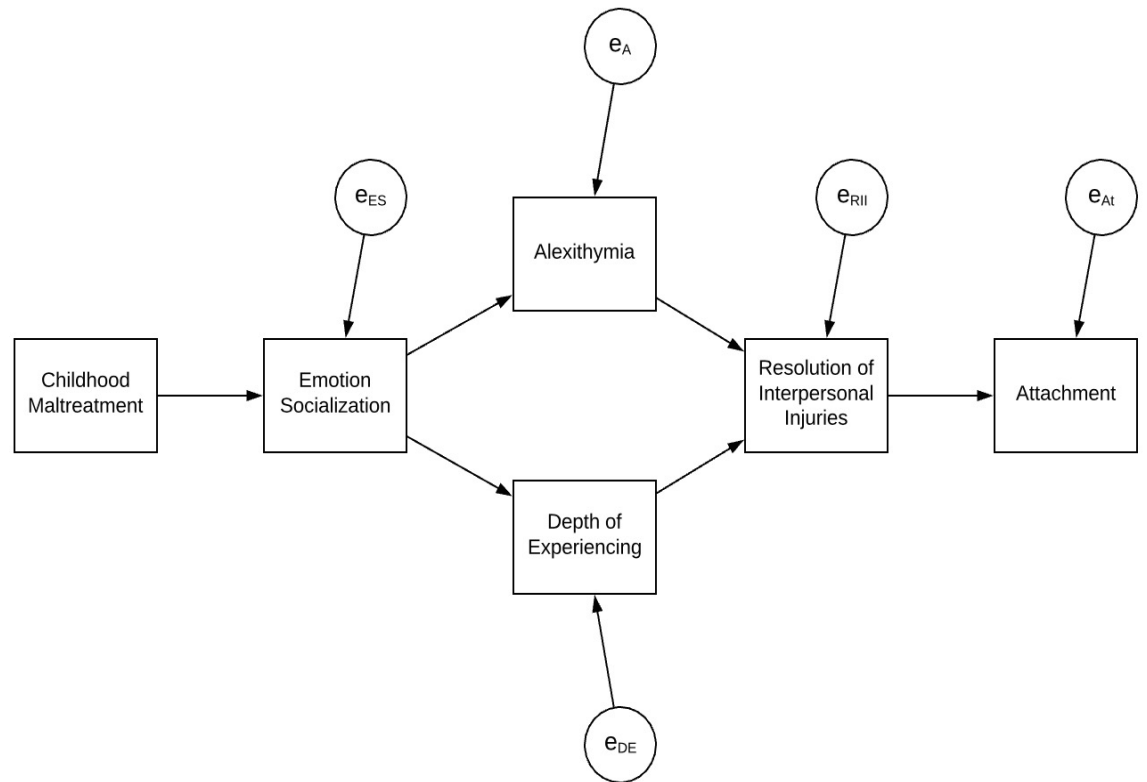 eA
eES
eRII
eAt
Alexithymia
Childhood
Maltreatment
Emotion
Socialization
Resolution of
Interpersonal
Injuries
Attachment
Depth of
Experiencing
eDE